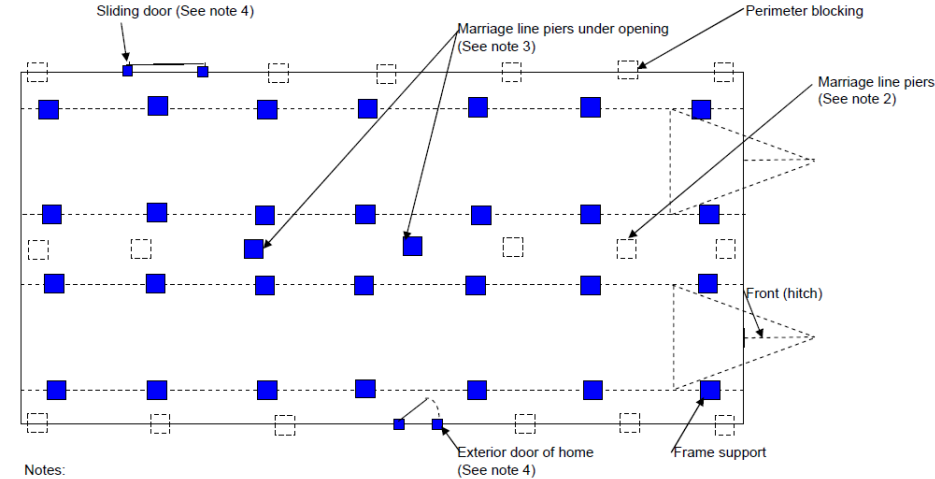 Sliding door (See note 4)
Perimeter blocking
Marriage line piers under opening
(See note 3)
Marriage line piers
(See note 2)
Front (hitch)
Exterior door of home
(See note 4)
Frame support
Notes: